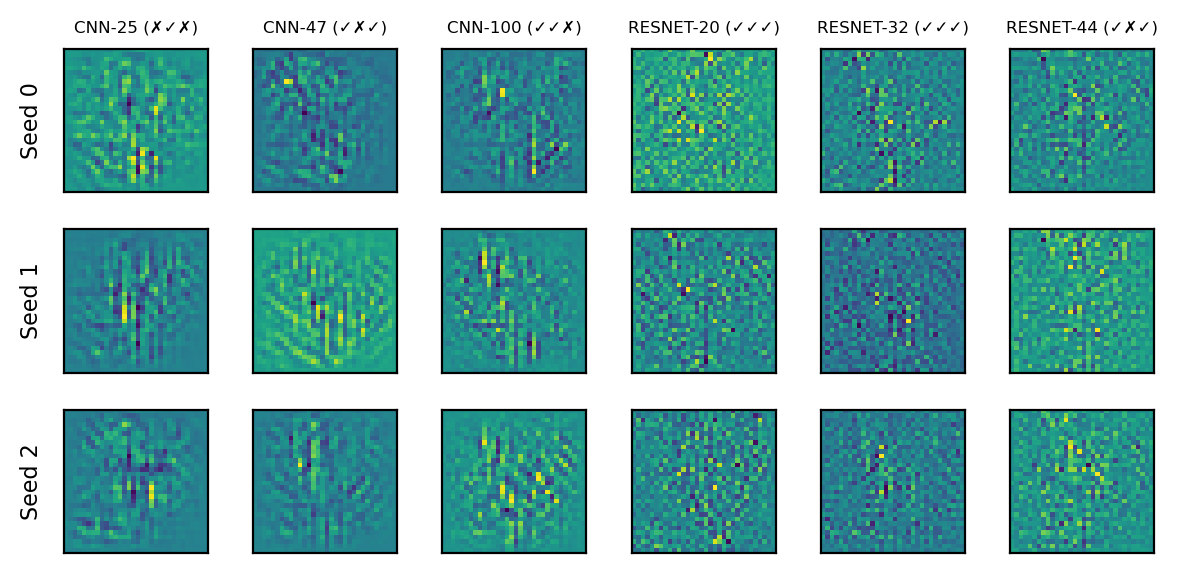 CNN-25 (✗✓✗) CNN-47 (✓✗✓) CNN-100 (✓✓✗) RESNET-20 (✓✓✓) RESNET-32 (✓✓✓) RESNET-44 (✓✗✓)
Seed 0
Seed 1
Seed 2